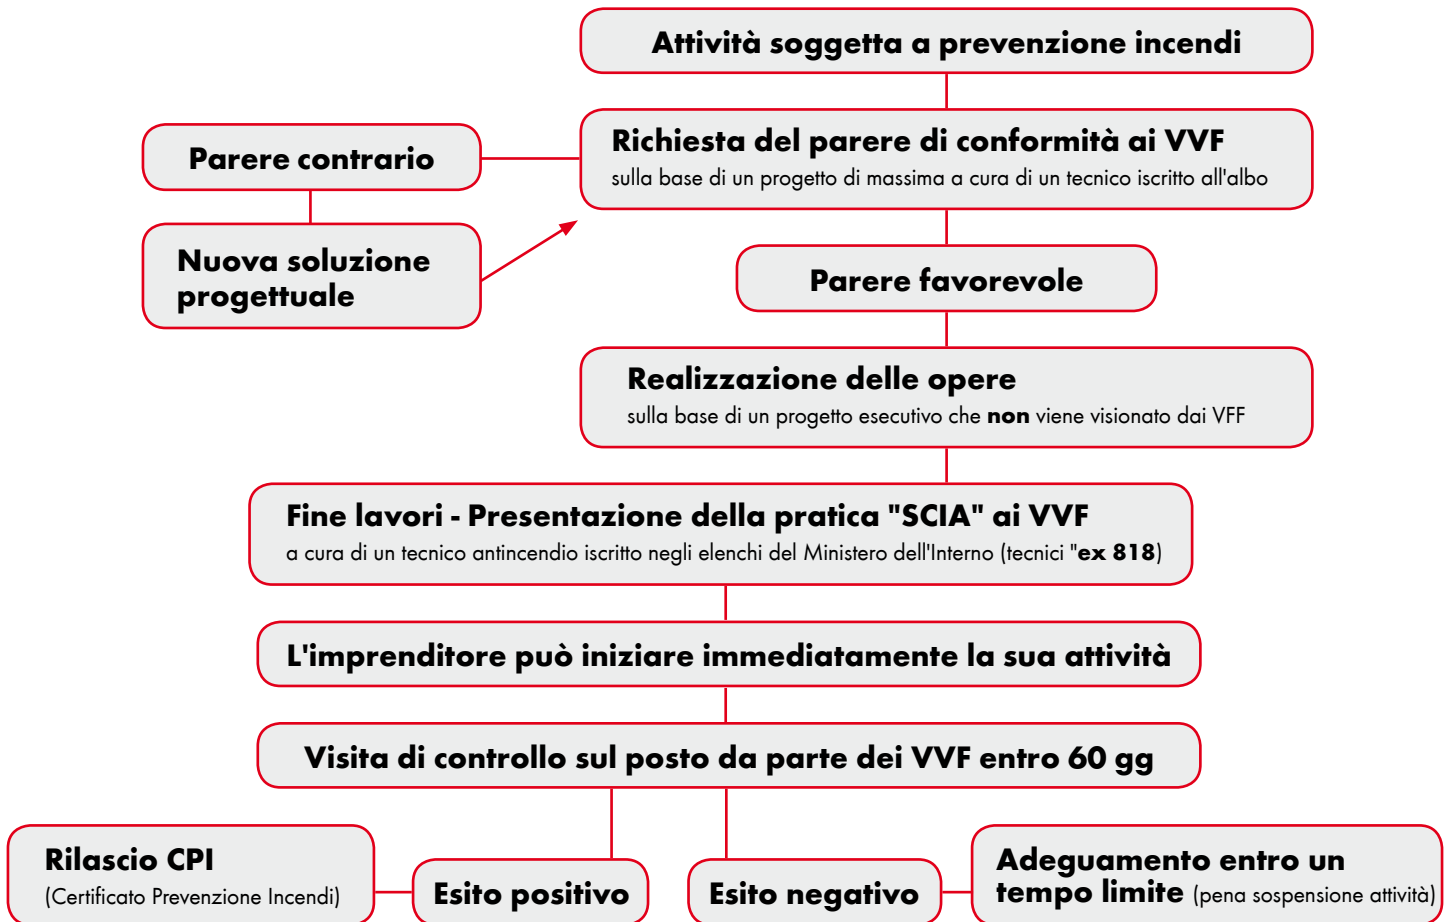 Attività soggetta a prevenzione incendi
Richiesta del parere di conformità ai VVF
sulla base di un progetto di massima a cura di un tecnico iscritto all'albo
Parere contrario
Nuova soluzione
progettuale
Parere favorevole
Realizzazione delle opere
sulla base di un progetto esecutivo che non viene visionato dai VFF
Fine lavori - Presentazione della pratica "SCIA" ai VVF
a cura di un tecnico antincendio iscritto negli elenchi del Ministero dell'Interno (tecnici "ex 818)
L'imprenditore può iniziare immediatamente la sua attività
Visita di controllo sul posto da parte dei VVF entro 60 gg
Rilascio CPI
(Certificato Prevenzione Incendi)
Esito positivo
Esito negativo
Adeguamento entro un
tempo limite (pena sospensione attività)